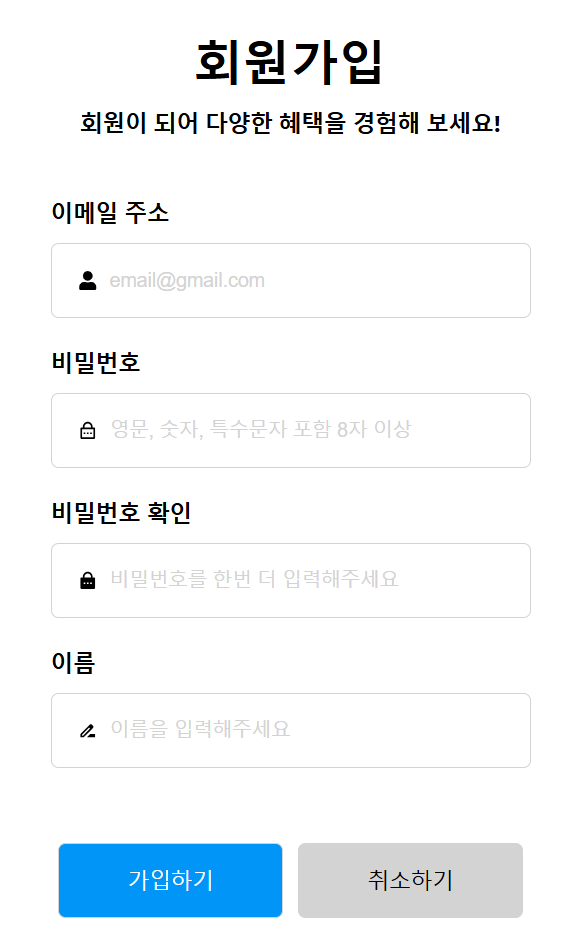 회원가입
회원이 되어 다양한 혜택을 경험해 보세요!
이메일 주소
email@gmail.com
비밀번호
영문, 숫자, 특수문자 포함 8자 이상
비밀번호 확인
비밀번호를 한번 더 입력해주세요
이름
이름을 입력해주세요
가입하기 취소하기